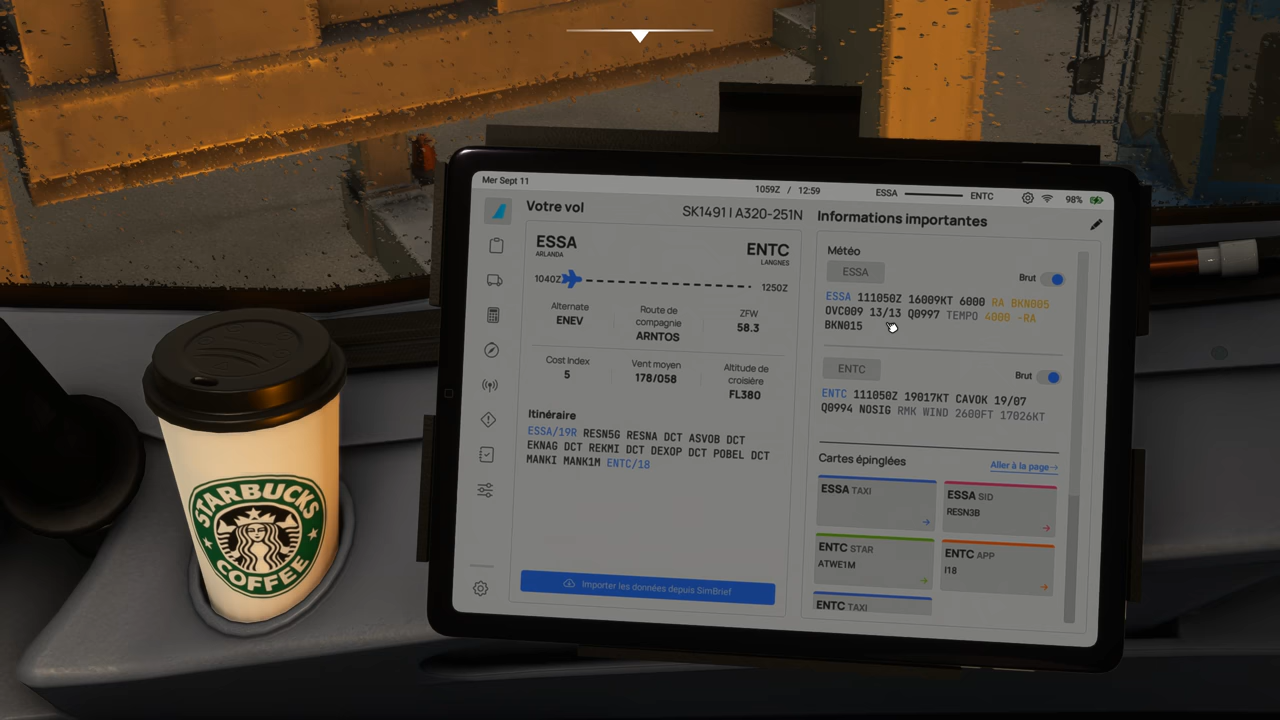 Mer Sept 11
1059Z / 12:59
ESSA ENTC
98%
Votre vol
SK1491 | A320-251N
ESSA
ARLANDA
ENTC
LANGNES
1040Z
1250Z
Alternate
ENEV
Route de
compagnie
ARNTOS
ZFW
58.3
Cost Index
5
Vent moyen
178/058
Altitude de
croisière
FL380
Itinéraire
ESSA/19R RESN5G RESNA DCT ASVOB DCT
EKNAG DCT REKMI DCT DEXOP DCT POBEL DCT
MANKI MANK1M ENTC/18
Importer les données depuis SimBrief
Informations importantes
Météo
ESSA
Brut
ESSA 111050Z 16009KT 6000 RA BKN005
OVC009 13/13 Q0997 TEMPO 4000 -RA
BKN015
ENTC
Brut
ENTC 111050Z 19017KT CAVOK 19/07
Q0994 NOSIG RMK WIND 2600FT 17026KT
Cartes épinglées
Aller à la page→
ESSA TAXI
→
ESSA SID
RESN3B
→
ENTC STAR
ATWE1M
→
ENTC APP
I18
→
ENTC TAXI
STARBUCKS
COFFEE